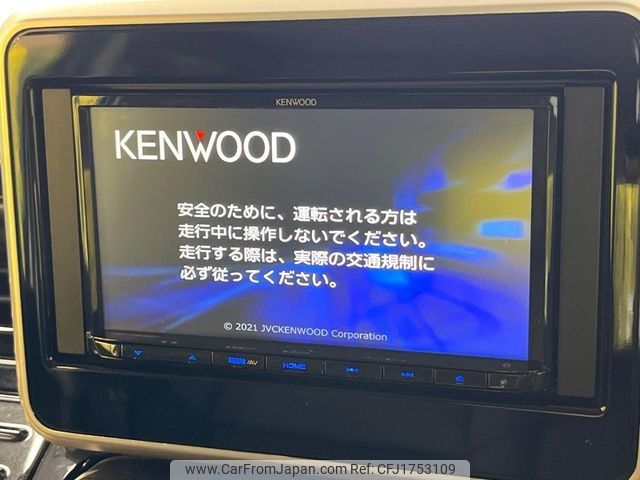 KENWOOD
KENWOOD
安全のために、運転される方は
走行中に操作しないでください。
走行する際は、実際の交通規制に
必ず従ってください。
© 2021 JVCKENWOOD Corporation
HOME
www.CarFromJapan.com Ref:CFJ1753109